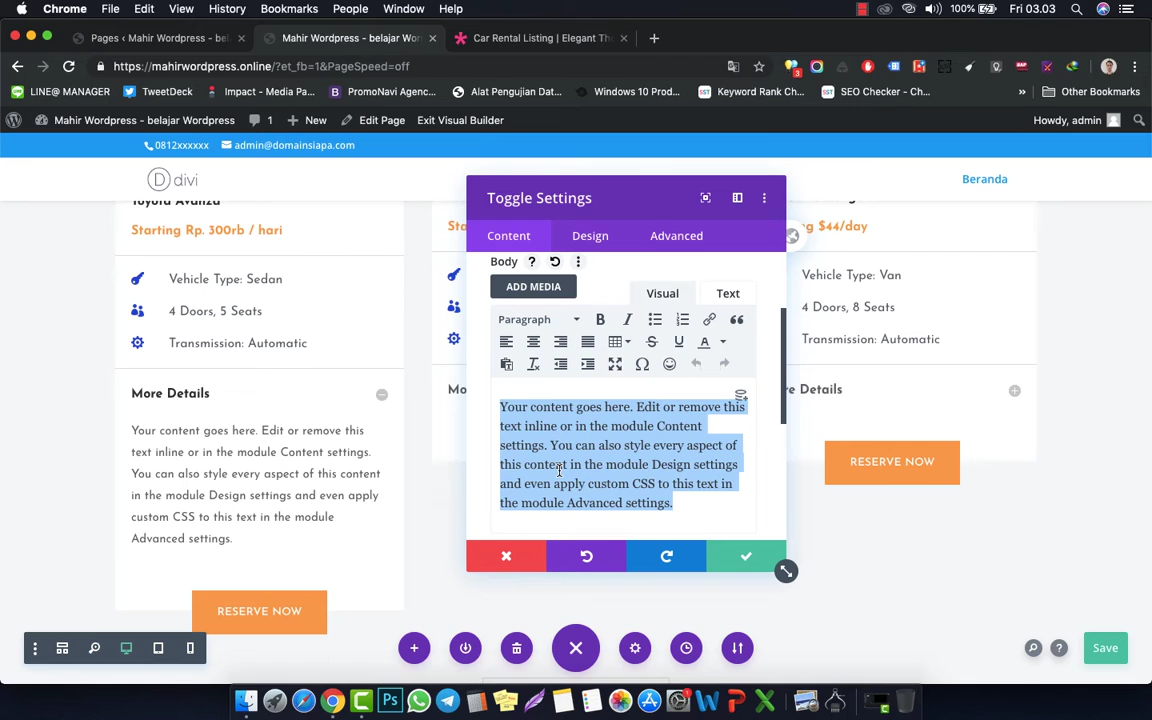 Chrome File Edit View History Bookmarks People Window Help 100% Fri 03.03
Pages ‹ Mahir Wordpress - bel
Mahir Wordpress - belajar Wor
Car Rental Listing | Elegant The
https://mahirwordpress.online/?et_fb=1&PageSpeed=off
3
LINE@ MANAGER TweetDeck Impact - Media Pa... PromoNavi Agenc... Alat Pengujian Dat... Windows 10 Prod... Keyword Rank Ch... SEO Checker - Ch... » Other Bookmarks
Mahir Wordpress - belajar Wordpress 1 New Edit Page Exit Visual Builder Howdy, admin
0812xxxxxx admin@domainsiapa.com
divi
Beranda
Toyota Avanza
Starting Rp. 300rb / hari
Vehicle Type: Sedan
4 Doors, 5 Seats
Transmission: Automatic
More Details
Your content goes here. Edit or remove this
text inline or in the module Content settings.
You can also style every aspect of this content
in the module Design settings and even apply
custom CSS to this text in the module
Advanced settings.
RESERVE NOW
Sta
Mo
Toggle Settings
Content Design Advanced
Body
ADD MEDIA
Visual Text
Paragraph
Your content goes here. Edit or remove this
text inline or in the module Content
settings. You can also style every aspect of
this content in the module Design settings
and even apply custom CSS to this text in
the module Advanced settings.
g $44/day
Vehicle Type: Van
4 Doors, 8 Seats
Transmission: Automatic
e Details
RESERVE NOW
Save